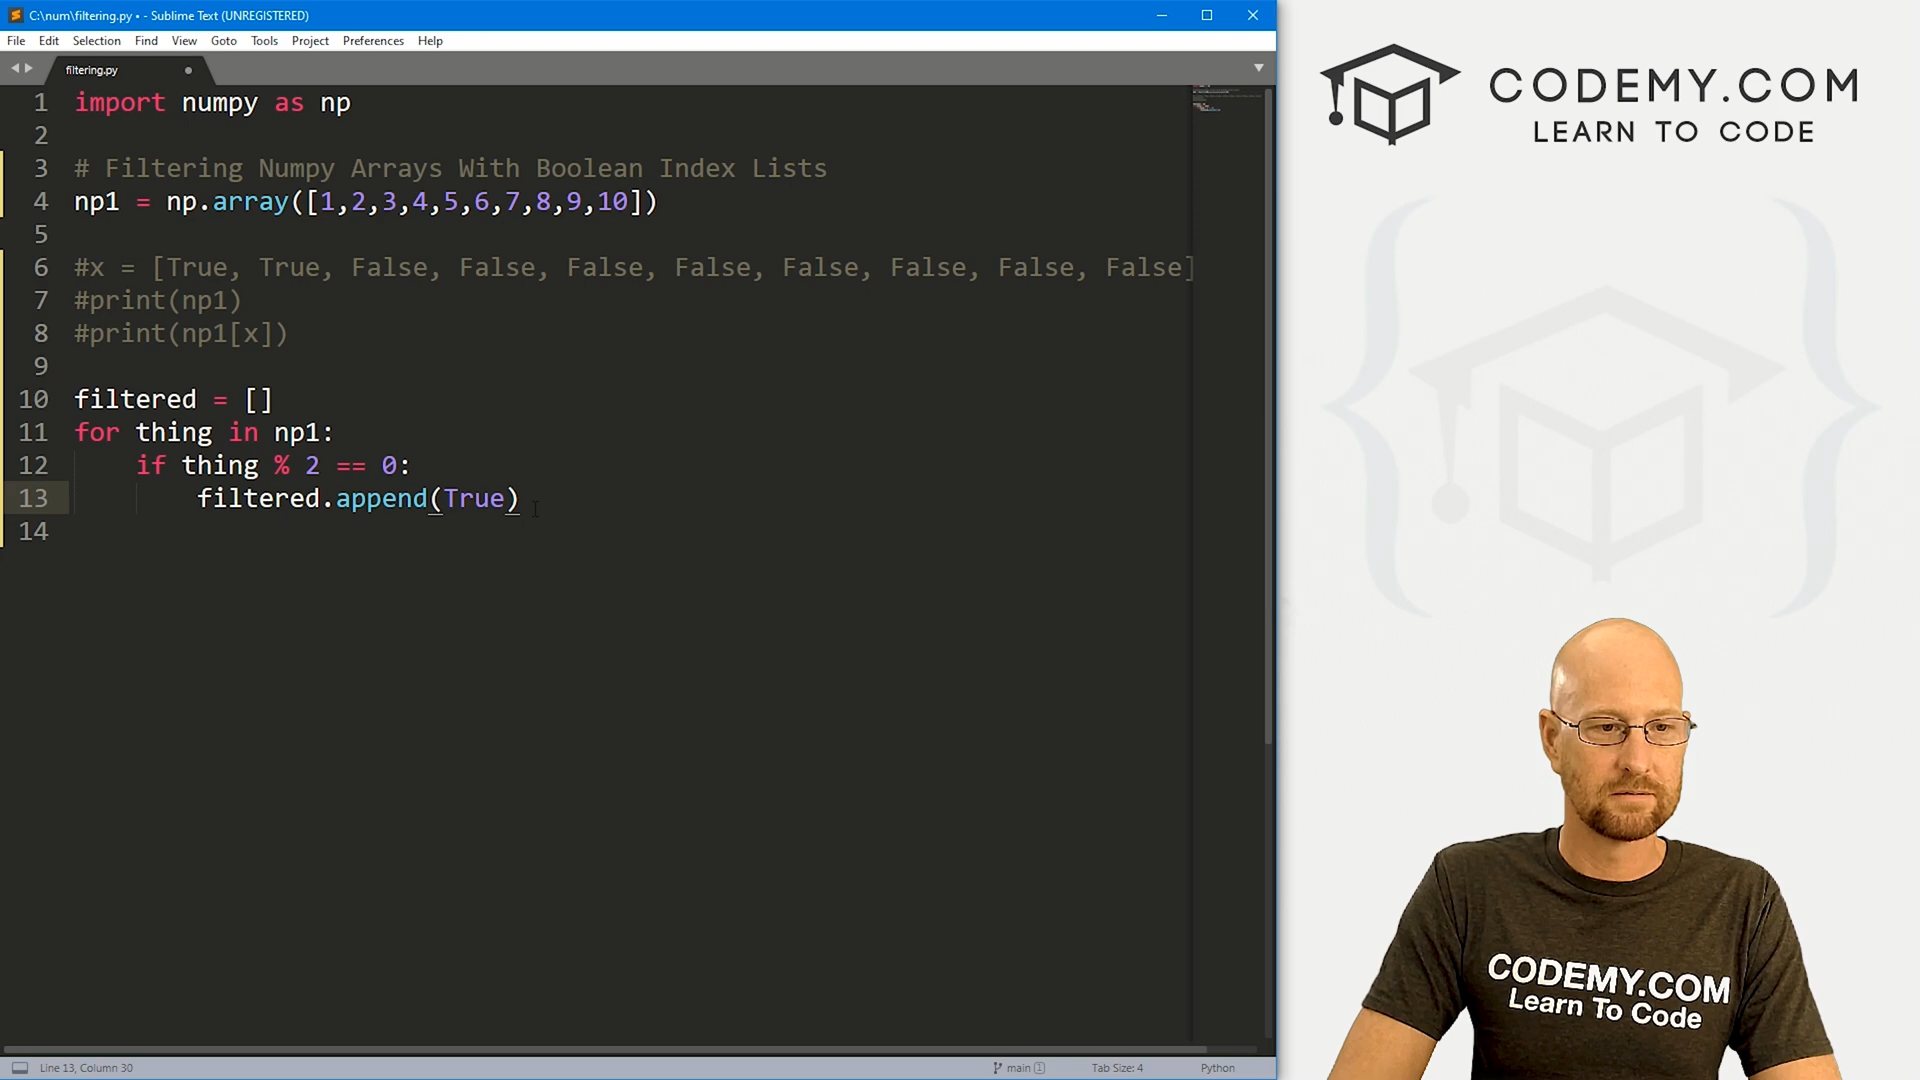 C:\num\filtering.py • - Sublime Text (UNREGISTERED)
File Edit Selection Find View Goto Tools Project Preferences Help
filtering.py
1 import numpy as np
2
3 # Filtering Numpy Arrays With Boolean Index Lists
4 np1 = np.array([1,2,3,4,5,6,7,8,9,10])
5
6 #x = [True, True, False, False, False, False, False, False, False, False]
7 #print(np1)
8 #print(np1[x])
9
10 filtered = []
11 for thing in np1:
12 if thing % 2 == 0:
13 filtered.append(True)
14
Line 13, Column 30
main 1
Tab Size: 4
Python
CODEMY.COM
LEARN TO CODE
CODEMY.COM
Learn To Code